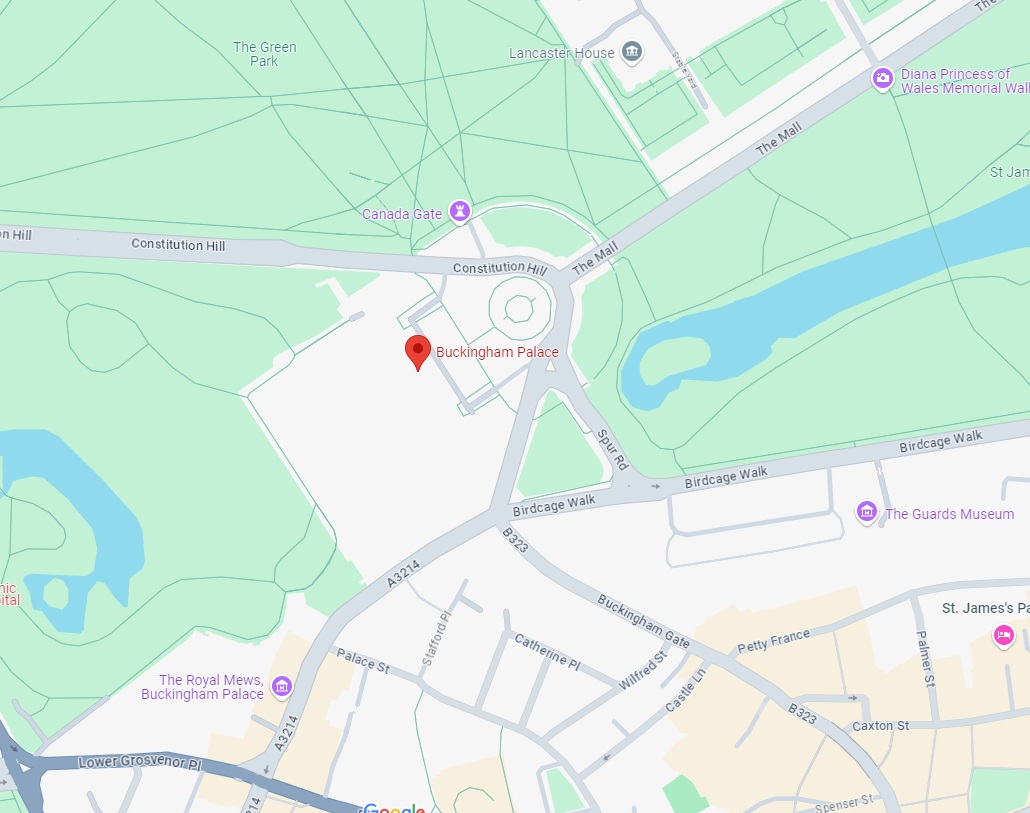 The Green
Park
Lancaster House
Stable Yard
The
Diana Princess of
Wales Memorial Wal
The Mall
St Jam
Canada Gate
n Hill
Constitution Hill
Constitution Hill
The Mall
Buckingham Palace
Spur Rd
Birdcage Walk
Birdcage Walk
Birdcage Walk
The Guards Museum
B323
A3214
nic
ital
Buckingham Gate
St. James's Pa
Stafford Pl
Catherine Pl
Petty France
Palmer St
Palace St
Wilfred St
Castle Ln
The Royal Mews,
Buckingham Palace
B323
Caxton St
A3214
Lower Grosvenor Pl
214
Google
Spenser St